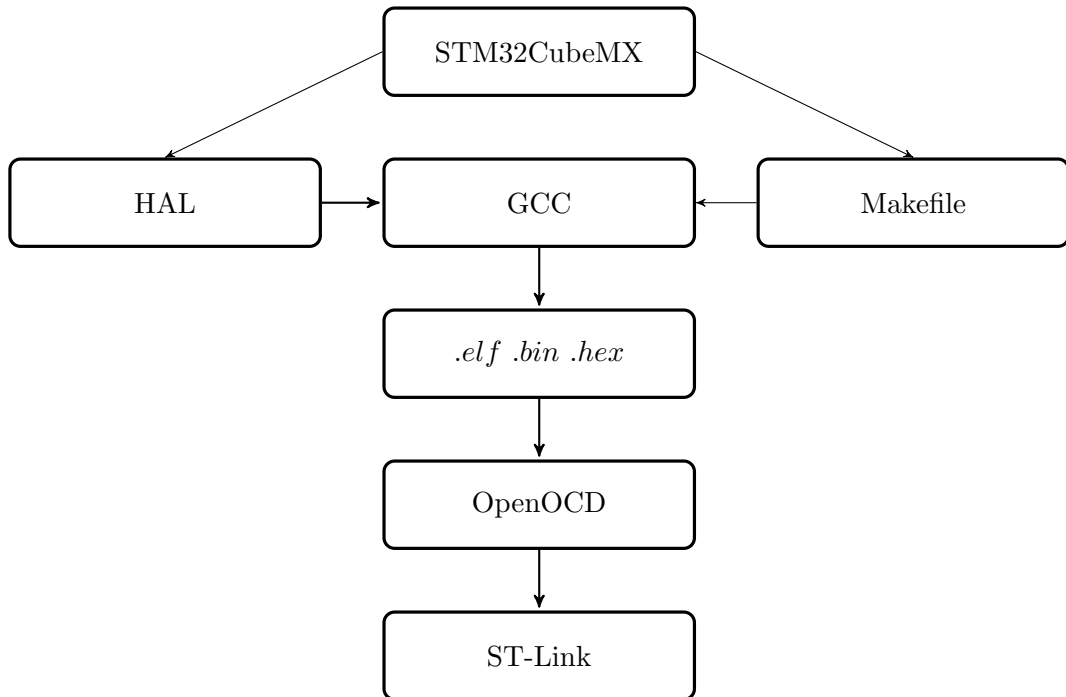 STM32CubeMX
HAL
GCC
Makefile
.elf .bin .hex
OpenOCD
ST-Link